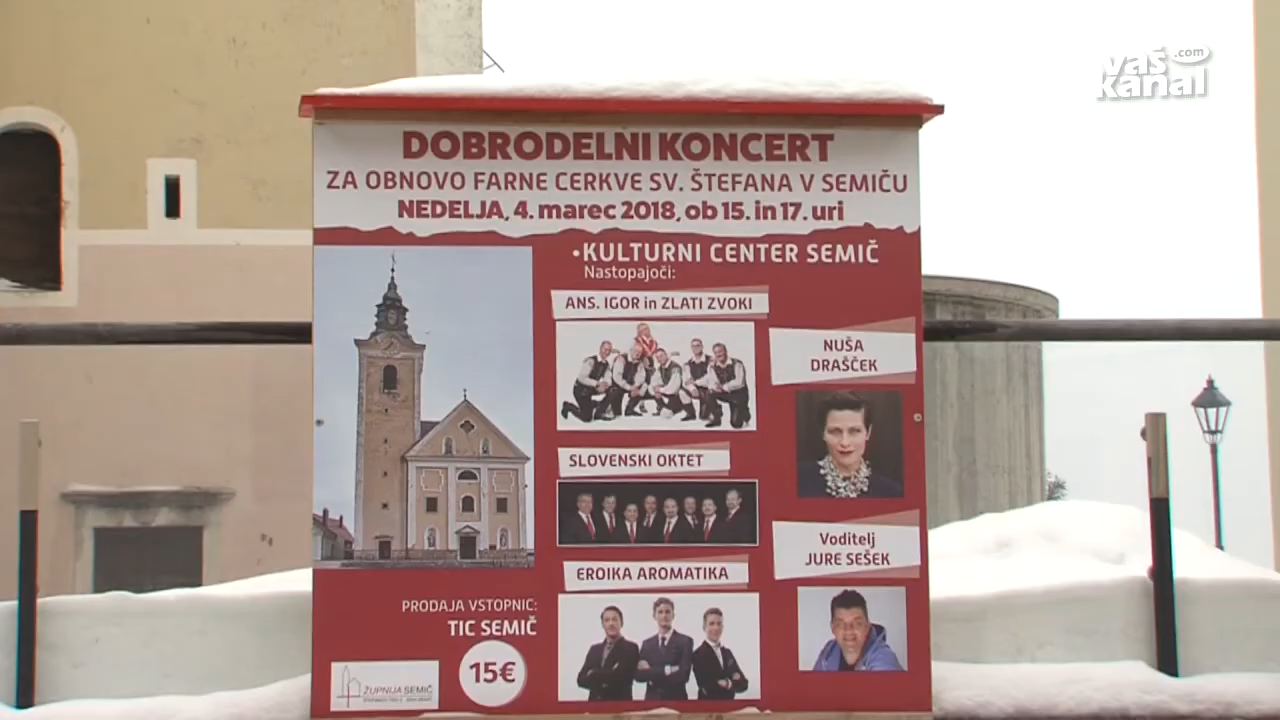 vaš
kanal
.com
DOBRODELNI KONCERT
ZA OBNOVO FARNE CERKVE SV. ŠTEFANA V SEMIČU
NEDELJA, 4. marec 2018, ob 15. in 17. uri
•KULTURNI CENTER SEMIČ
Nastopajoči:
ANS. IGOR in ZLATI ZVOKI
NUŠA
DRAŠČEK
SLOVENSKI OKTET
Voditelj
JURE SEŠEK
EROIKA AROMATIKA
PRODAJA VSTOPNIC:
TIC SEMIČ
15€
ŽUPNIJA SEMIČ